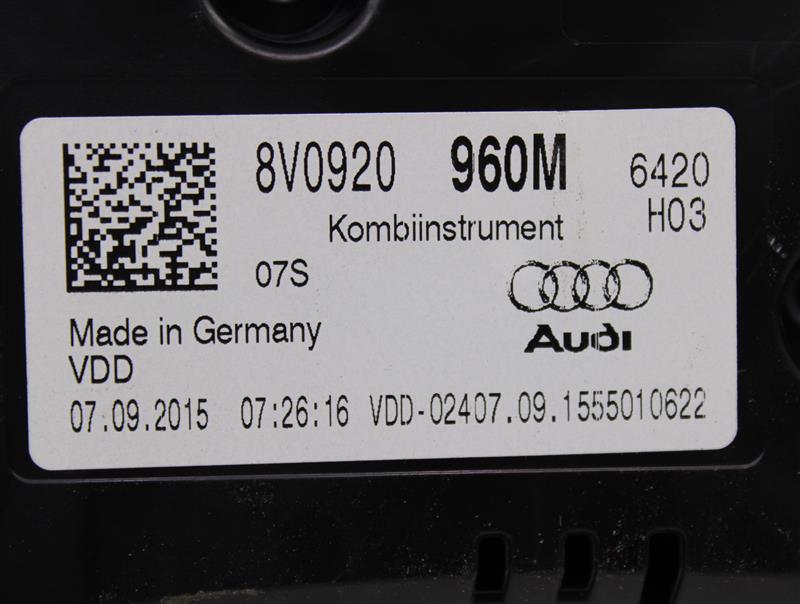 8V0920 960M 6420
Kombiinstrument H03
07S
Audi
Made in Germany
VDD
07.09.2015 07:26:16 VDD-02407.09.1555010622